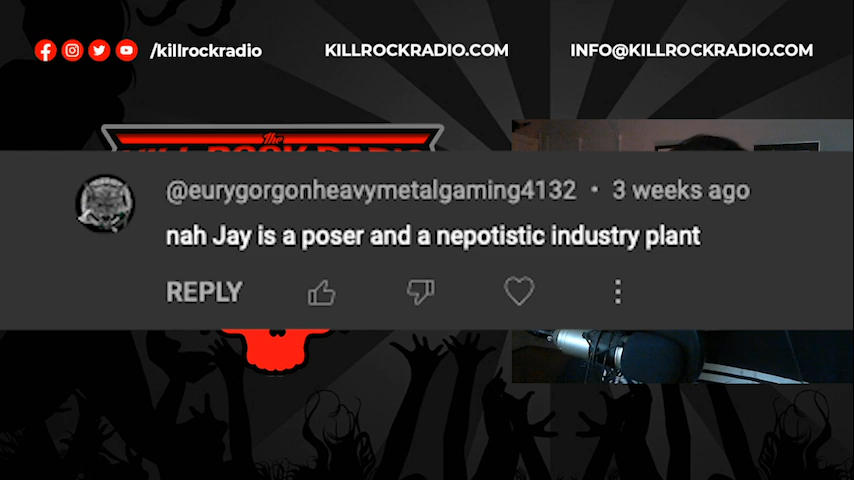 /killrockradio
KILLROCKRADIO.COM
INFO@KILLROCKRADIO.COM
The
@eurygorgonheavymetalgaming4132 • 3 weeks ago
nah Jay is a poser and a nepotistic industry plant
REPLY